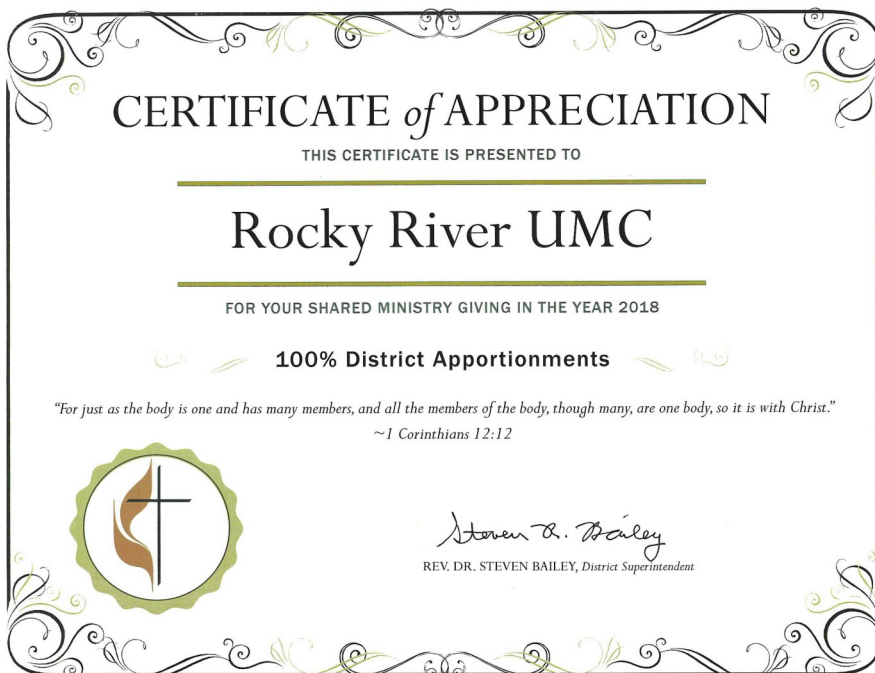 CERTIFICATE of APPRECIATION
THIS CERTIFICATE IS PRESENTED TO
Rocky River UMC
FOR YOUR SHARED MINISTRY GIVING IN THE YEAR 2018
100% District Apportionments
"For just as the body is one and has many members, and all the members of the body, though many, are one body, so it is with Christ."
~1 Corinthians 12:12
Steven R. Bailey
REV. DR. STEVEN BAILEY, District Superintendent